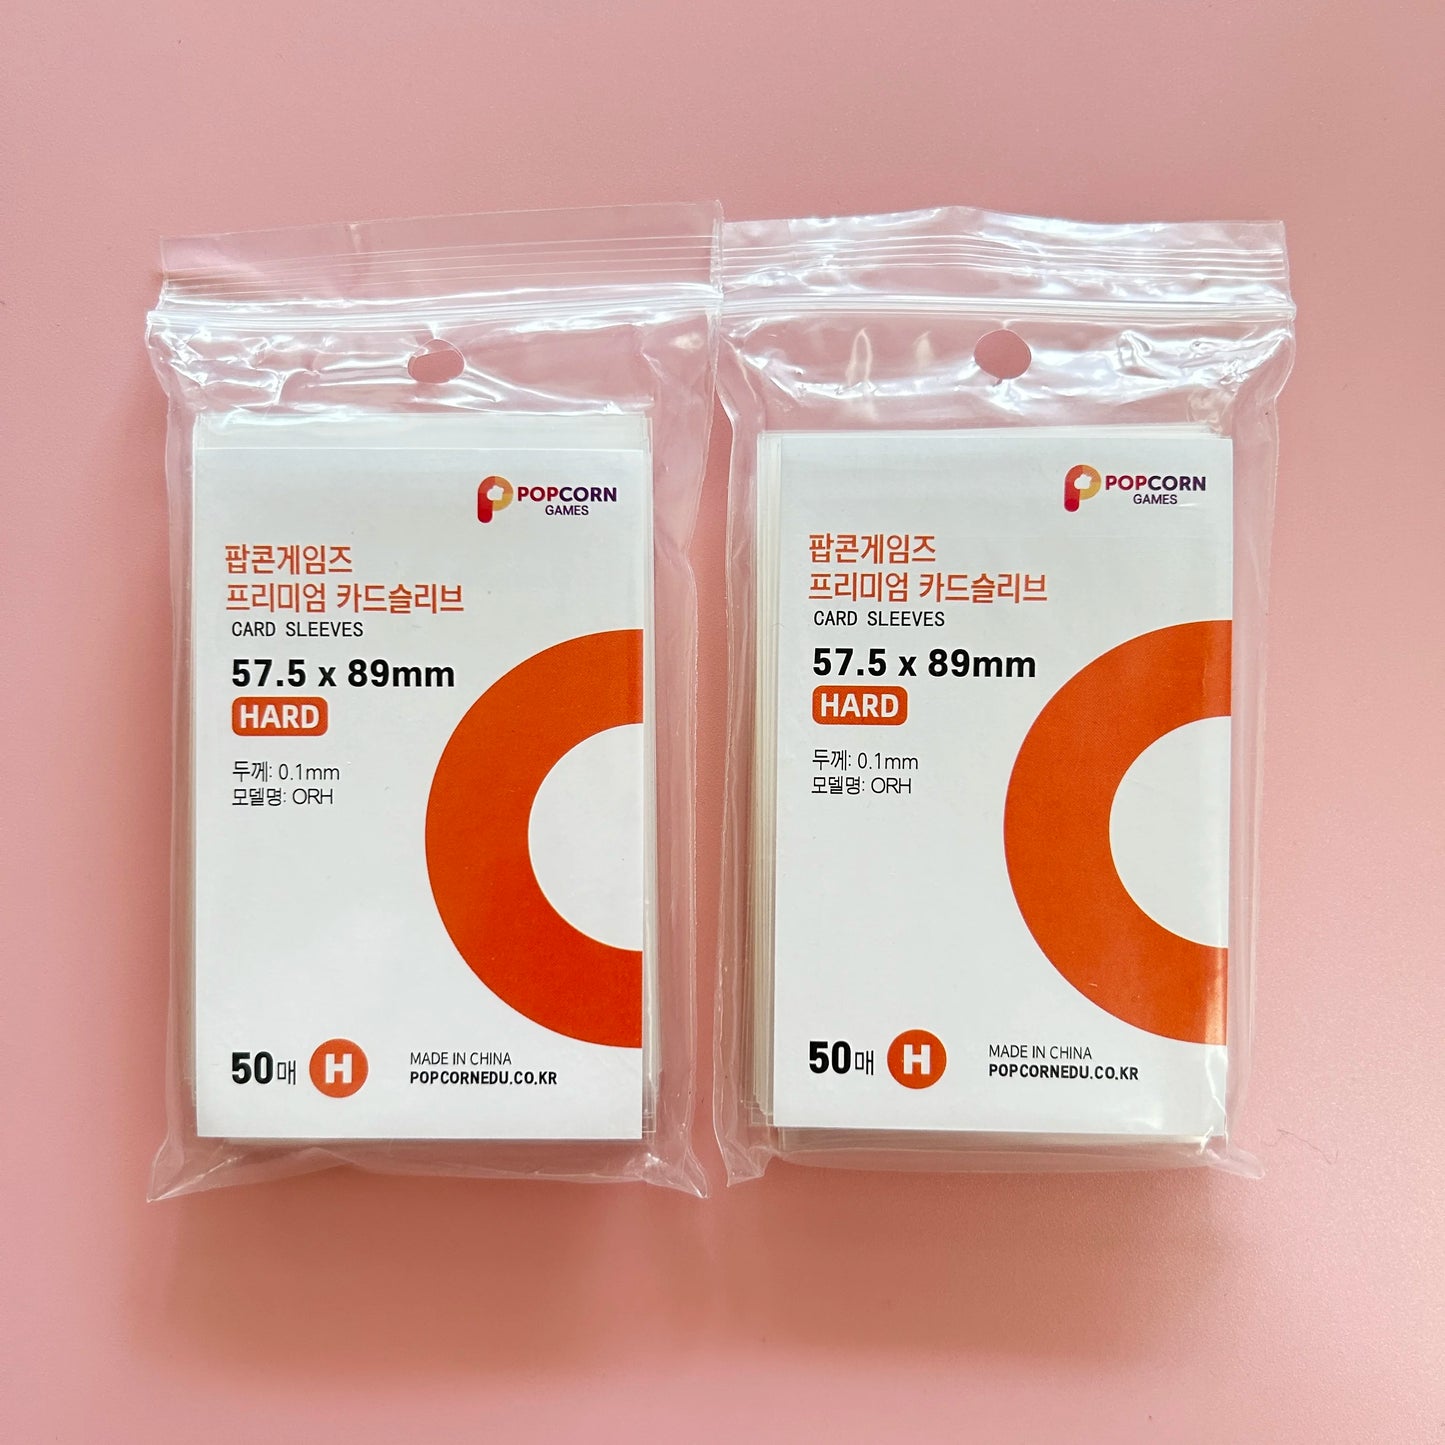 POPCORN
GAMES
팝콘게임즈
프리미엄 카드슬리브
CARD SLEEVES
57.5 x 89mm
HARD
두께: 0.1mm
모델명: ORH
50매 H MADE IN CHINA
POPCORNEDU.CO.KR
POPCORN
GAMES
팝콘게임즈
프리미엄 카드슬리브
CARD SLEEVES
57.5 x 89mm
HARD
두께: 0.1mm
모델명: ORH
50매 H MADE IN CHINA
POPCORNEDU.CO.KR